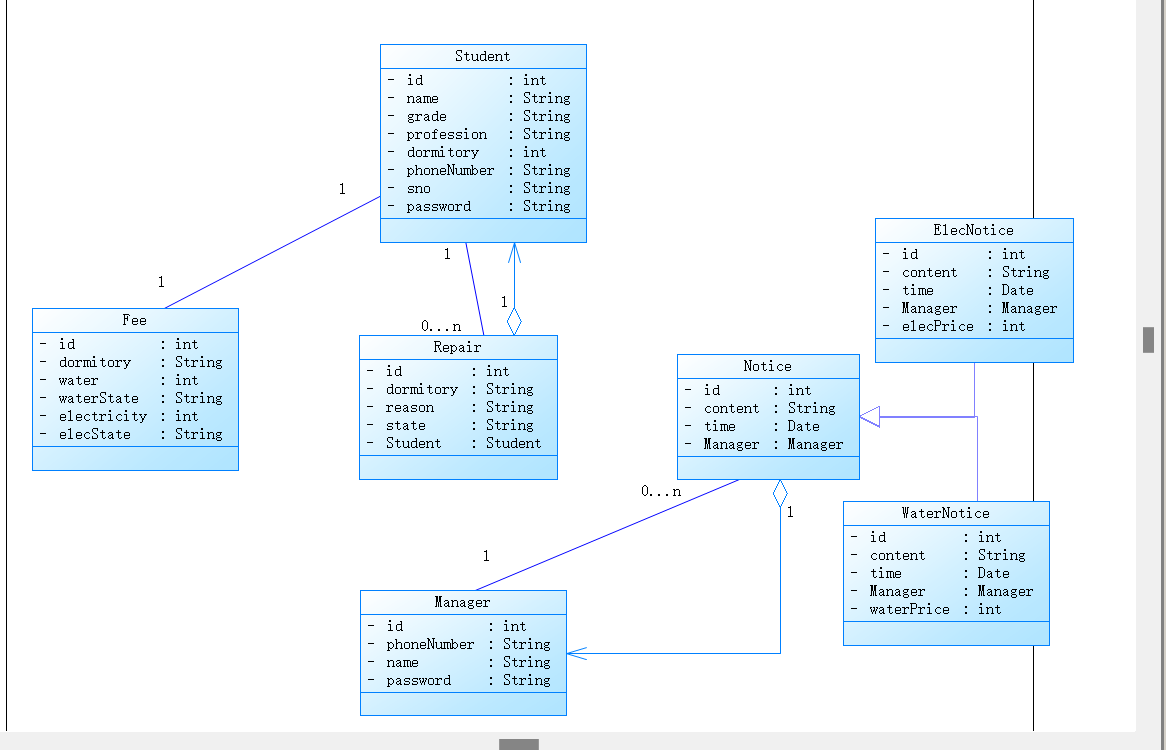 Student
- id : int
- name : String
- grade : String
- profession : String
- dormitory : int
- phoneNumber : String
- sno : String
- password : String
1
1
Fee
- id : int
- dormitory : String
- water : int
- waterState : String
- electricity : int
- elecState : String
1
0...n
1
Repair
- id : int
- dormitory : String
- reason : String
- state : String
- Student : Student
ElecNotice
- id : int
- content : String
- time : Date
- Manager : Manager
- elecPrice : int
Notice
- id : int
- content : String
- time : Date
- Manager : Manager
0...n
1
1
WaterNotice
- id : int
- content : String
- time : Date
- Manager : Manager
- waterPrice : int
Manager
- id : int
- phoneNumber : String
- name : String
- password : String